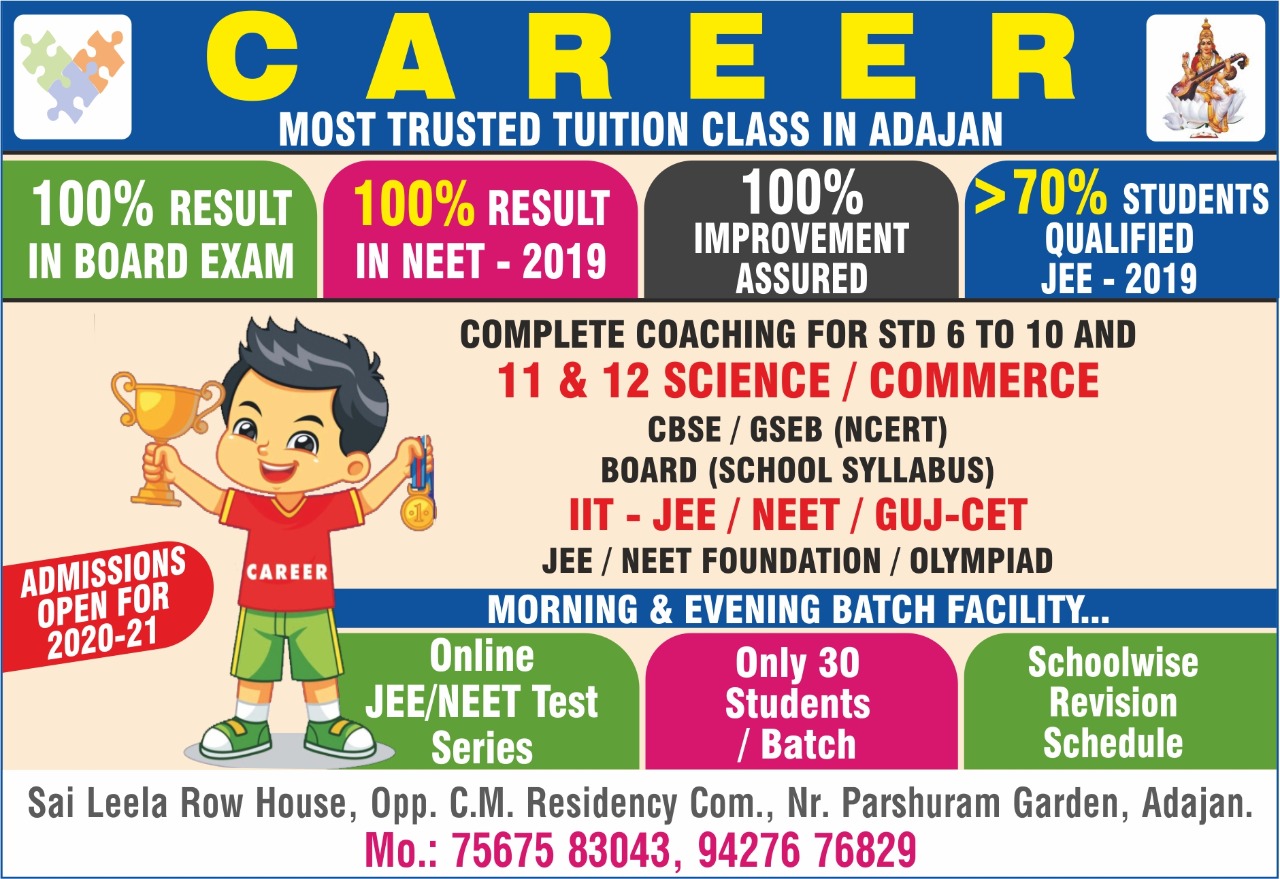 CAREER
MOST TRUSTED TUITION CLASS IN ADAJAN
100% RESULT
IN BOARD EXAM
100% RESULT
IN NEET - 2019
100%
IMPROVEMENT
ASSURED
>70% STUDENTS
QUALIFIED
JEE - 2019
COMPLETE COACHING FOR STD 6 TO 10 AND
11 & 12 SCIENCE / COMMERCE
CBSE / GSEB (NCERT)
BOARD (SCHOOL SYLLABUS)
IIT - JEE / NEET / GUJ-CET
JEE / NEET FOUNDATION / OLYMPIAD
1
CAREER
ADMISSIONS
OPEN FOR
2020-21
MORNING & EVENING BATCH FACILITY...
Online
JEE/NEET Test
Series
Only 30
Students
/ Batch
Schoolwise
Revision
Schedule
Sai Leela Row House, Opp. C.M. Residency Com., Nr. Parshuram Garden, Adajan.
Mo.: 75675 83043, 94276 76829